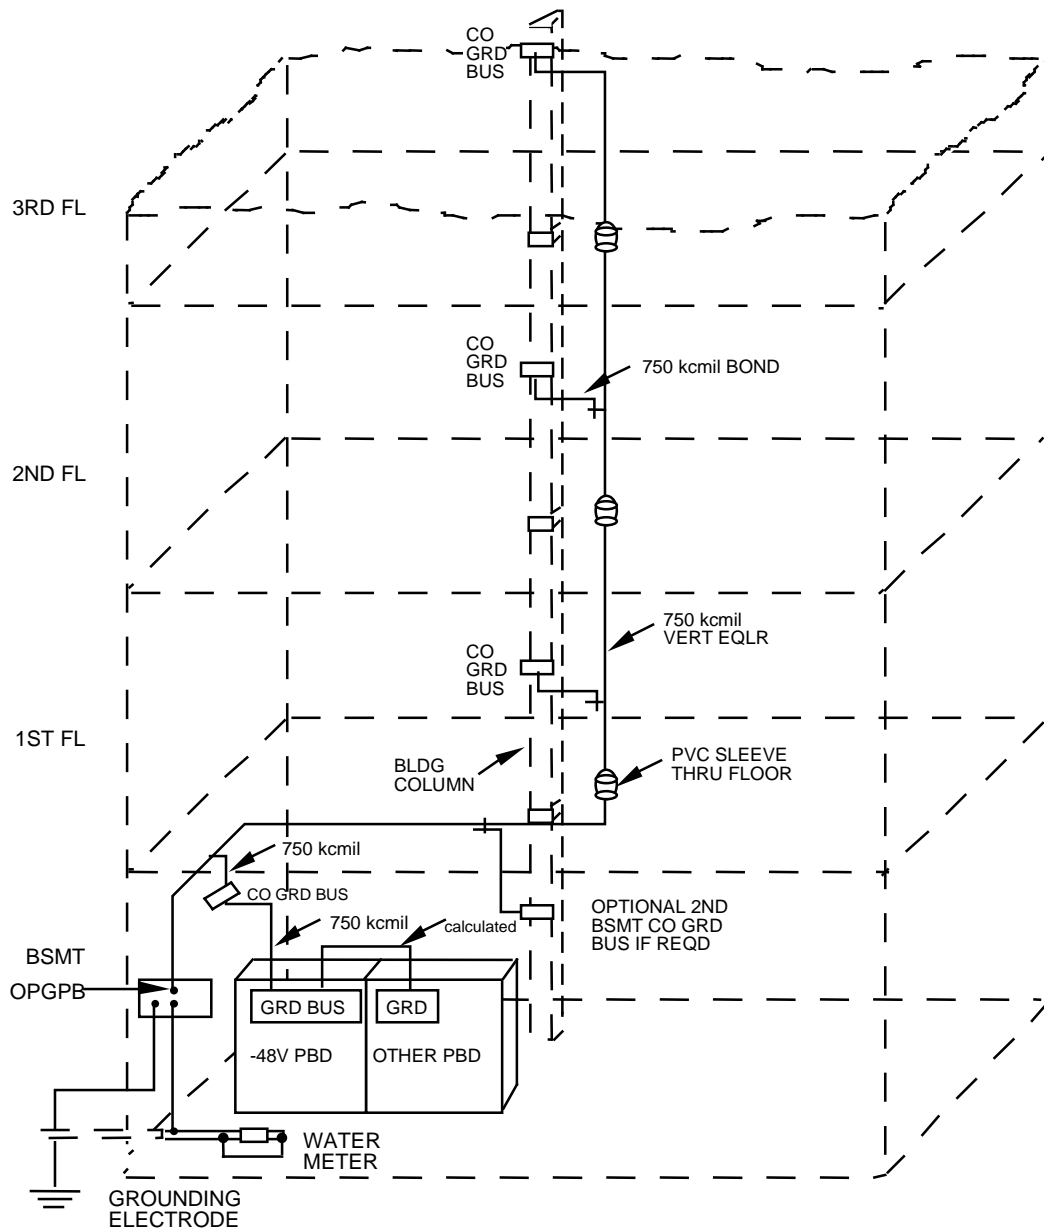 CO
GRD
BUS
3RD FL
CO
GRD
BUS
750 kcmil BOND
2ND FL
750 kcmil
VERT EQLR
CO
GRD
BUS
1ST FL
BLDG
COLUMN
PVC SLEEVE
THRU FLOOR
750 kcmil
CO GRD BUS
750 kcmil
calculated
OPTIONAL 2ND
BSMT CO GRD
BUS IF REQD
BSMT
OPGPB
GRD BUS
GRD
-48V PBD
OTHER PBD
WATER
METER
GROUNDING
ELECTRODE